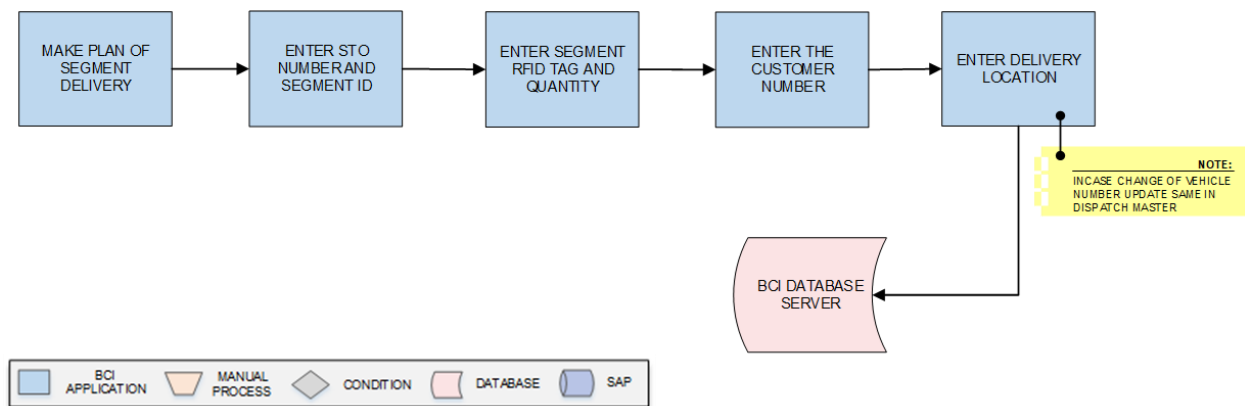 MAKE PLAN OF
SEGMENT
DELIVERY
ENTER STO
NUMBER AND
SEGMENT ID
ENTER SEGMENT
RFID TAG AND
QUANTITY
ENTER THE
CUSTOMER
NUMBER
ENTER DELIVERY
LOCATION
NOTE:
INCASE CHANGE OF VEHICLE
NUMBER UPDATE SAME IN
DISPATCH MASTER
BCI DATABASE
SERVER
BCI
APPLICATION
MANUAL
PROCESS
CONDITION
DATABASE
SAP